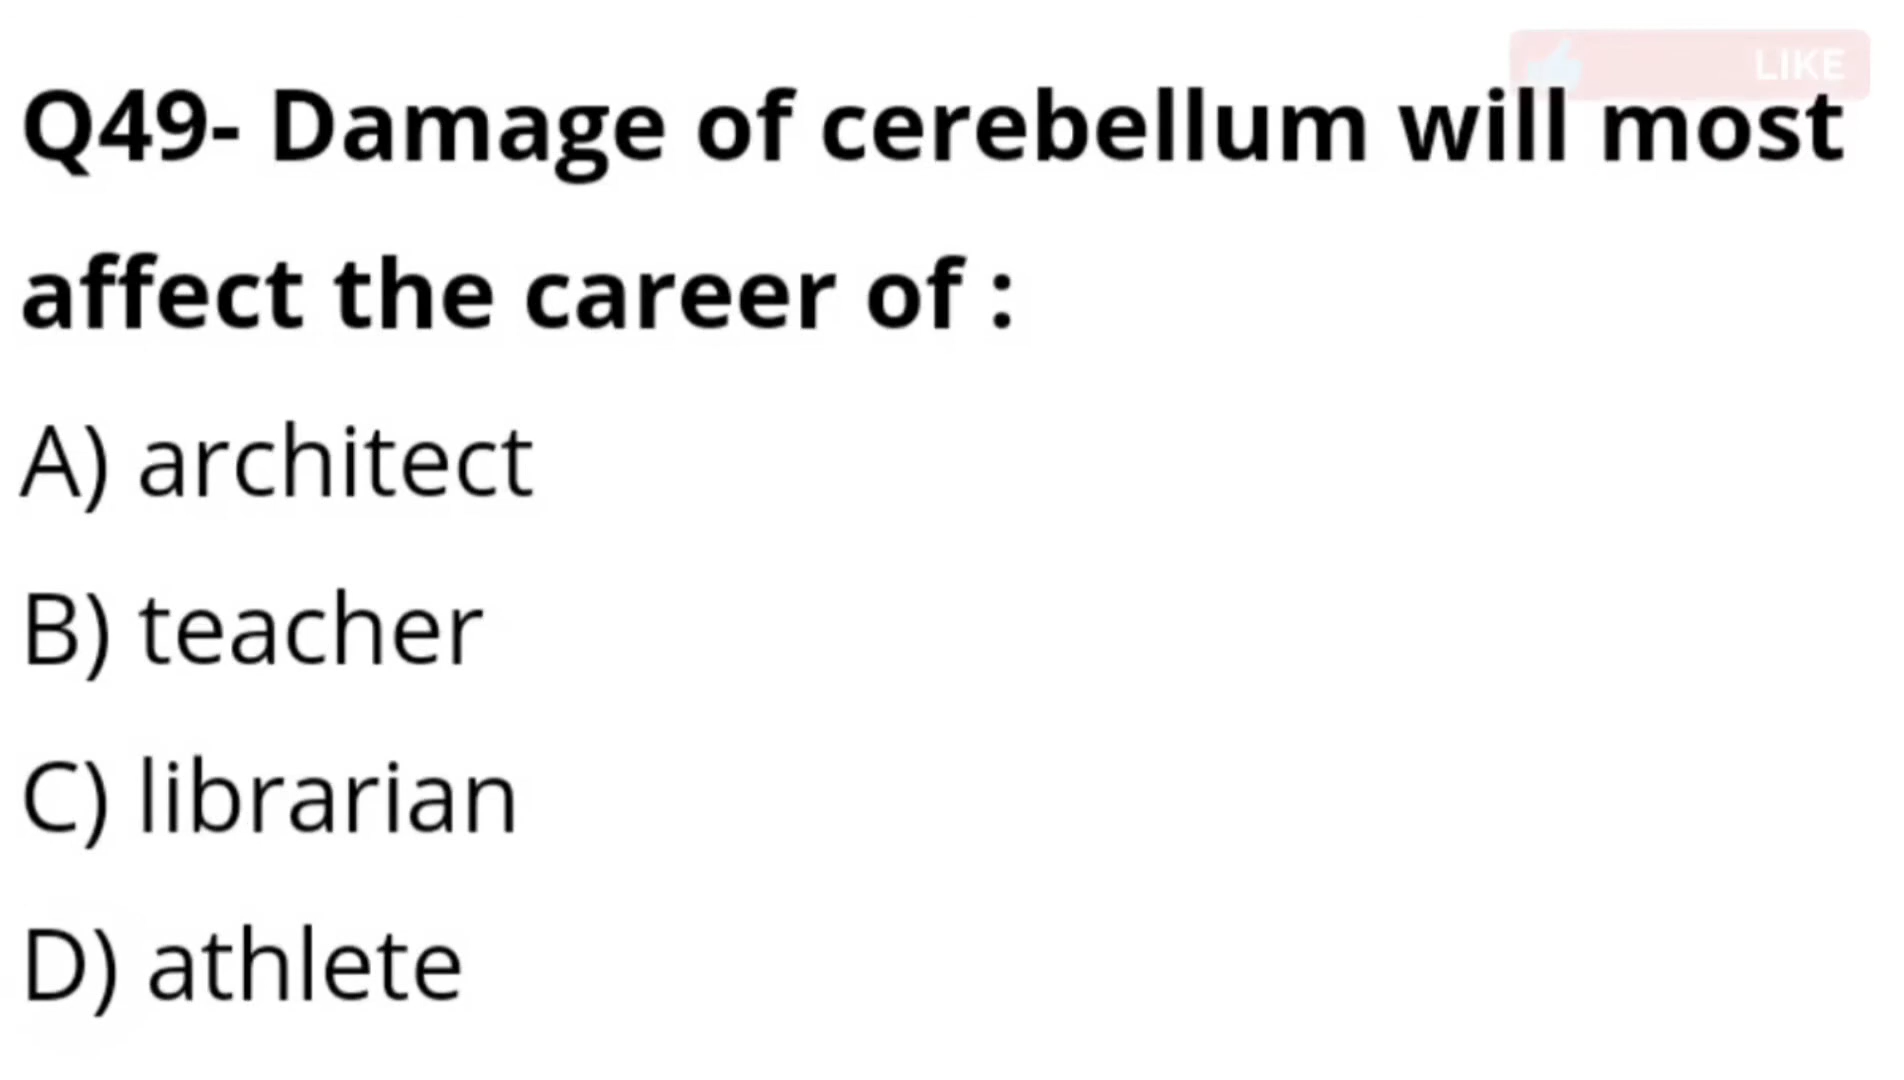 LIKE
Q49- Damage of cerebellum will most
affect the career of :
A) architect
B) teacher
C) librarian
D) athlete